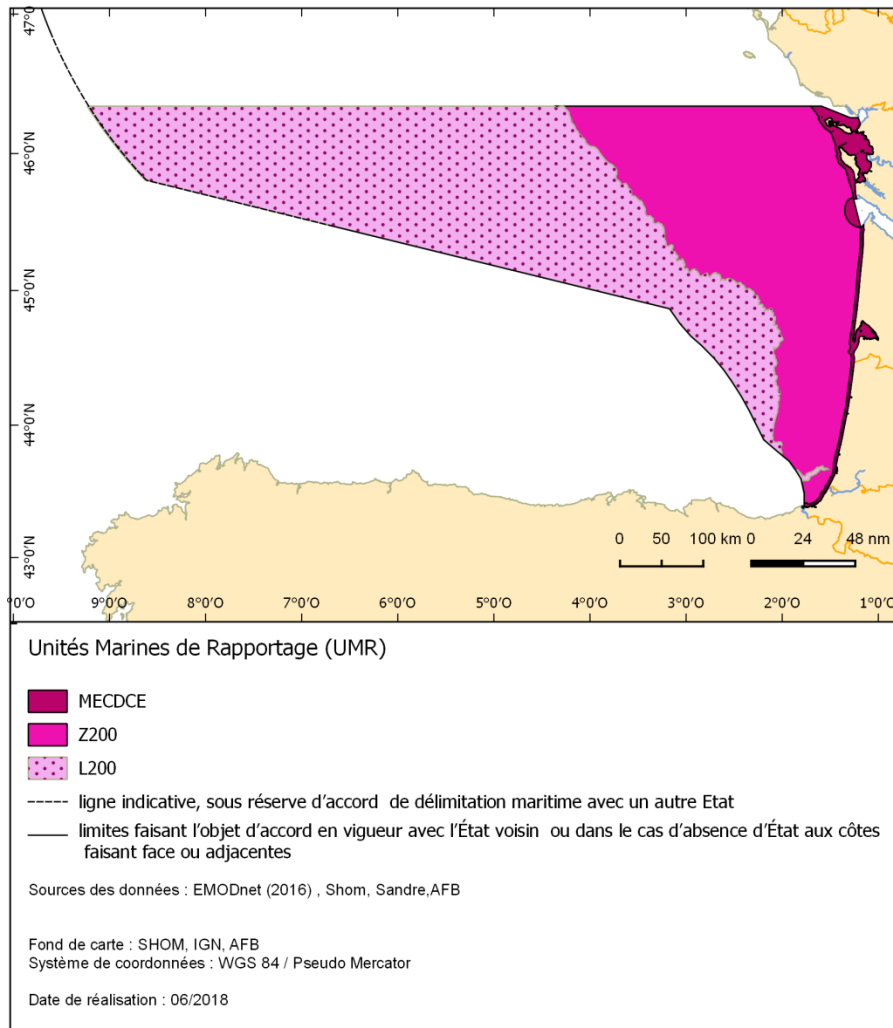 47°0
46°0'N
45°0'N
44°0'N
43°0'N
0 50 100 km 0 24 48 nm
0°'O 9°0'O 8°0'O 7°0'O 6°0'O 5°0'O 4°0'O 3°0'O 2°0'O 1°0'O
Unités Marines de Rapportage (UMR)
MECDCE
Z200
L200
ligne indicative, sous réserve d'accord de délimitation maritime avec un autre Etat
limites faisant l'objet d'accord en vigueur avec l'État voisin ou dans le cas d'absence d'État aux côtes
faisant face ou adjacentes
Sources des données : EMODnet (2016) , Shom, Sandre,AFB
Fond de carte : SHOM, IGN, AFB
Système de coordonnées : WGS 84 / Pseudo Mercator
Date de réalisation : 06/2018